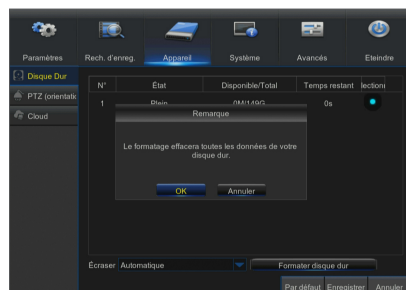 Paramètres Rech. d'enreg. Appareil Système Avancés Eteindre
Disque Dur
PTZ (orientatic
Cloud
N° État Disponible/Total Temps restant lection
1 Plein 0M/149G 0s
Remarque
Le formatage effacera toutes les données de votre
disque dur.
OK Annuler
Écraser Automatique Formater disque dur
Par défaut Enregistrer Annuler